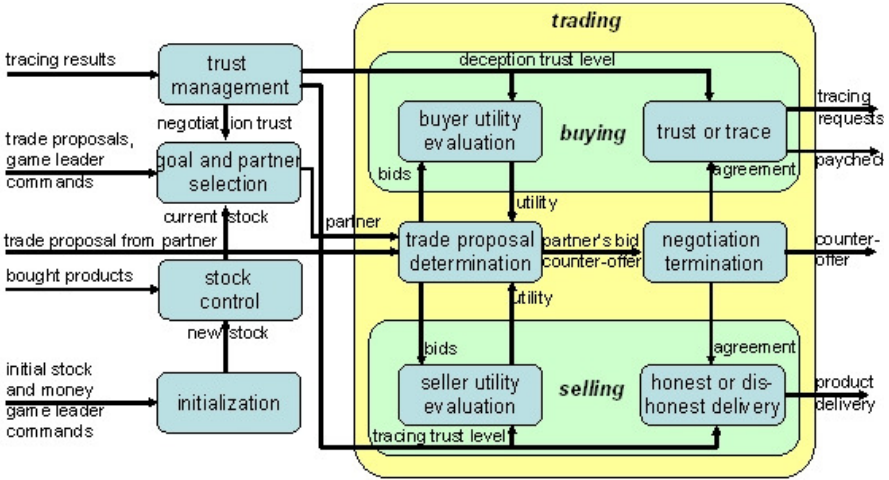 trading
tracing results
trust
management
deception trust level
negotiation trust
buyer utility
evaluation
buying
trust or trace
tracing
requests
paycheck
trade proposals,
game leader
commands
goal and partner
selection
bids
agreement
current stock
partner
utility
trade proposal from partner
trade proposal
determination
partner's bid
counter-offer
negotiation
termination
counter-
offer
bought products
stock
control
utility
new stock
bids
agreement
initial stock
and money
game leader
commands
initialization
seller utility
evaluation
selling
honest or dis-
honest delivery
product
delivery
tracing trust level